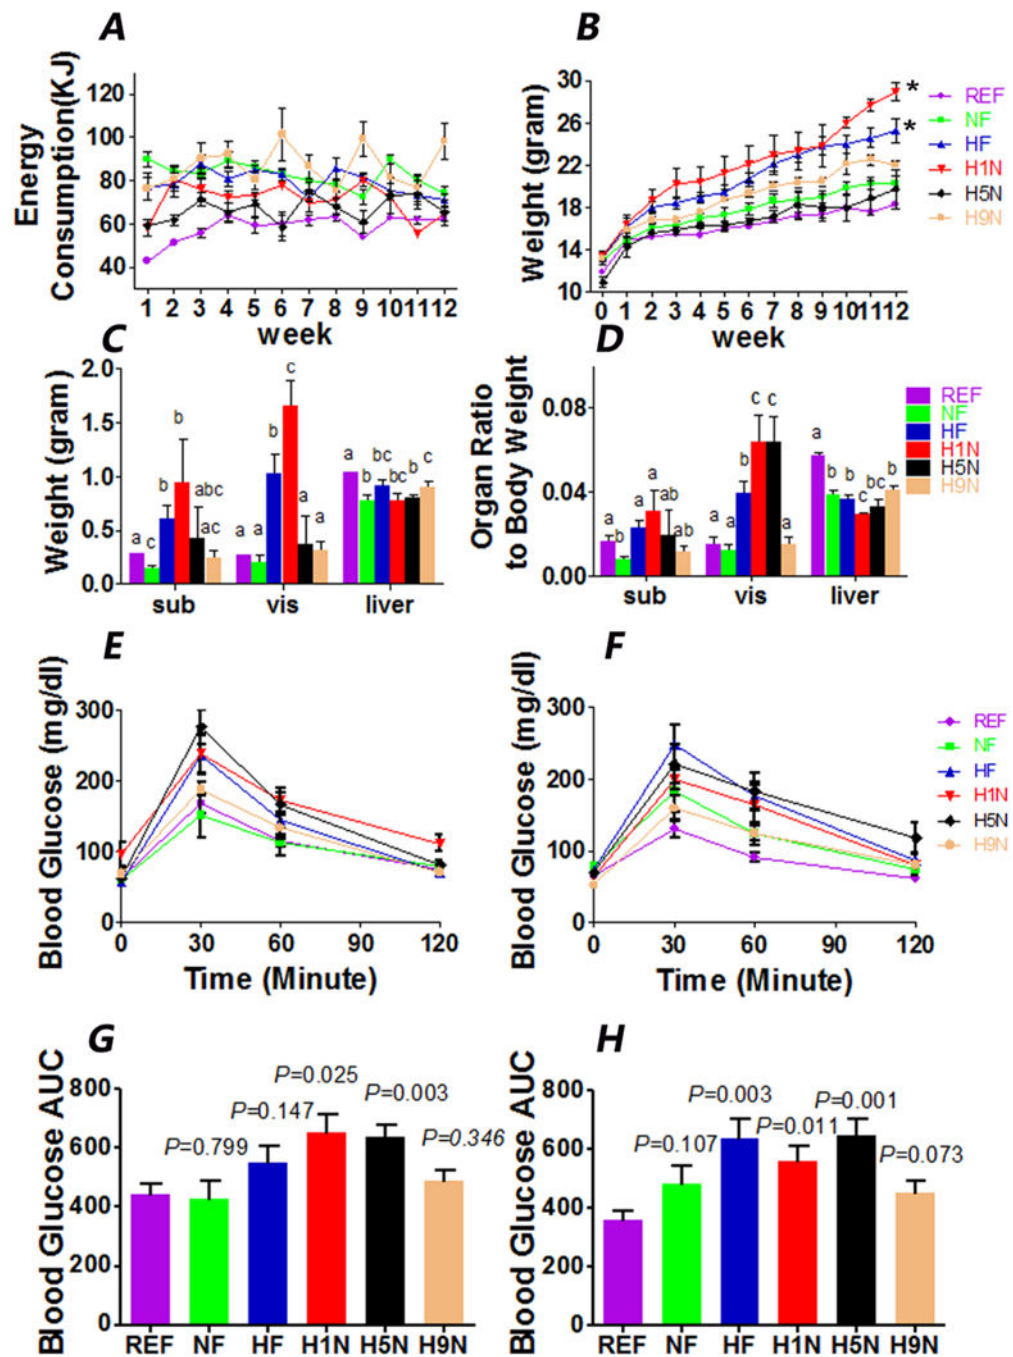 A
B
Energy
Consumption(KJ)
120
100
80
60
40
1 2 3 4 5 6 7 8 9 101112
week
Weight (gram)
30
26
22
18
14
10
*
*
0 1 2 3 4 5 6 7 8 9 101112
week
REF
NF
HF
H1N
H5N
H9N
C
D
Weight (gram)
2.0
1.5
1.0
0.5
0.0
a c b b abc ac
a a b c a a
a b bc bc b c
sub vis liver
Organ Ratio
to Body Weight
0.08
0.04
0.00
a b a a ab ab
a a b c c a
a b b c bc b
sub vis liver
REF
NF
HF
H1N
H5N
H9N
E
F
Blood Glucose (mg/dl)
300
200
100
0
0 30 60 90 120
Time (Minute)
Blood Glucose (mg/dl)
300
200
100
0
0 30 60 90 120
Time (Minute)
REF
NF
HF
H1N
H5N
H9N
G
H
Blood Glucose AUC
800
600
400
200
0
P=0.799
P=0.147
P=0.025
P=0.003
P=0.346
REF NF HF H1N H5N H9N
Blood Glucose AUC
800
600
400
200
0
P=0.107
P=0.003
P=0.011
P=0.001
P=0.073
REF NF HF H1N H5N H9N